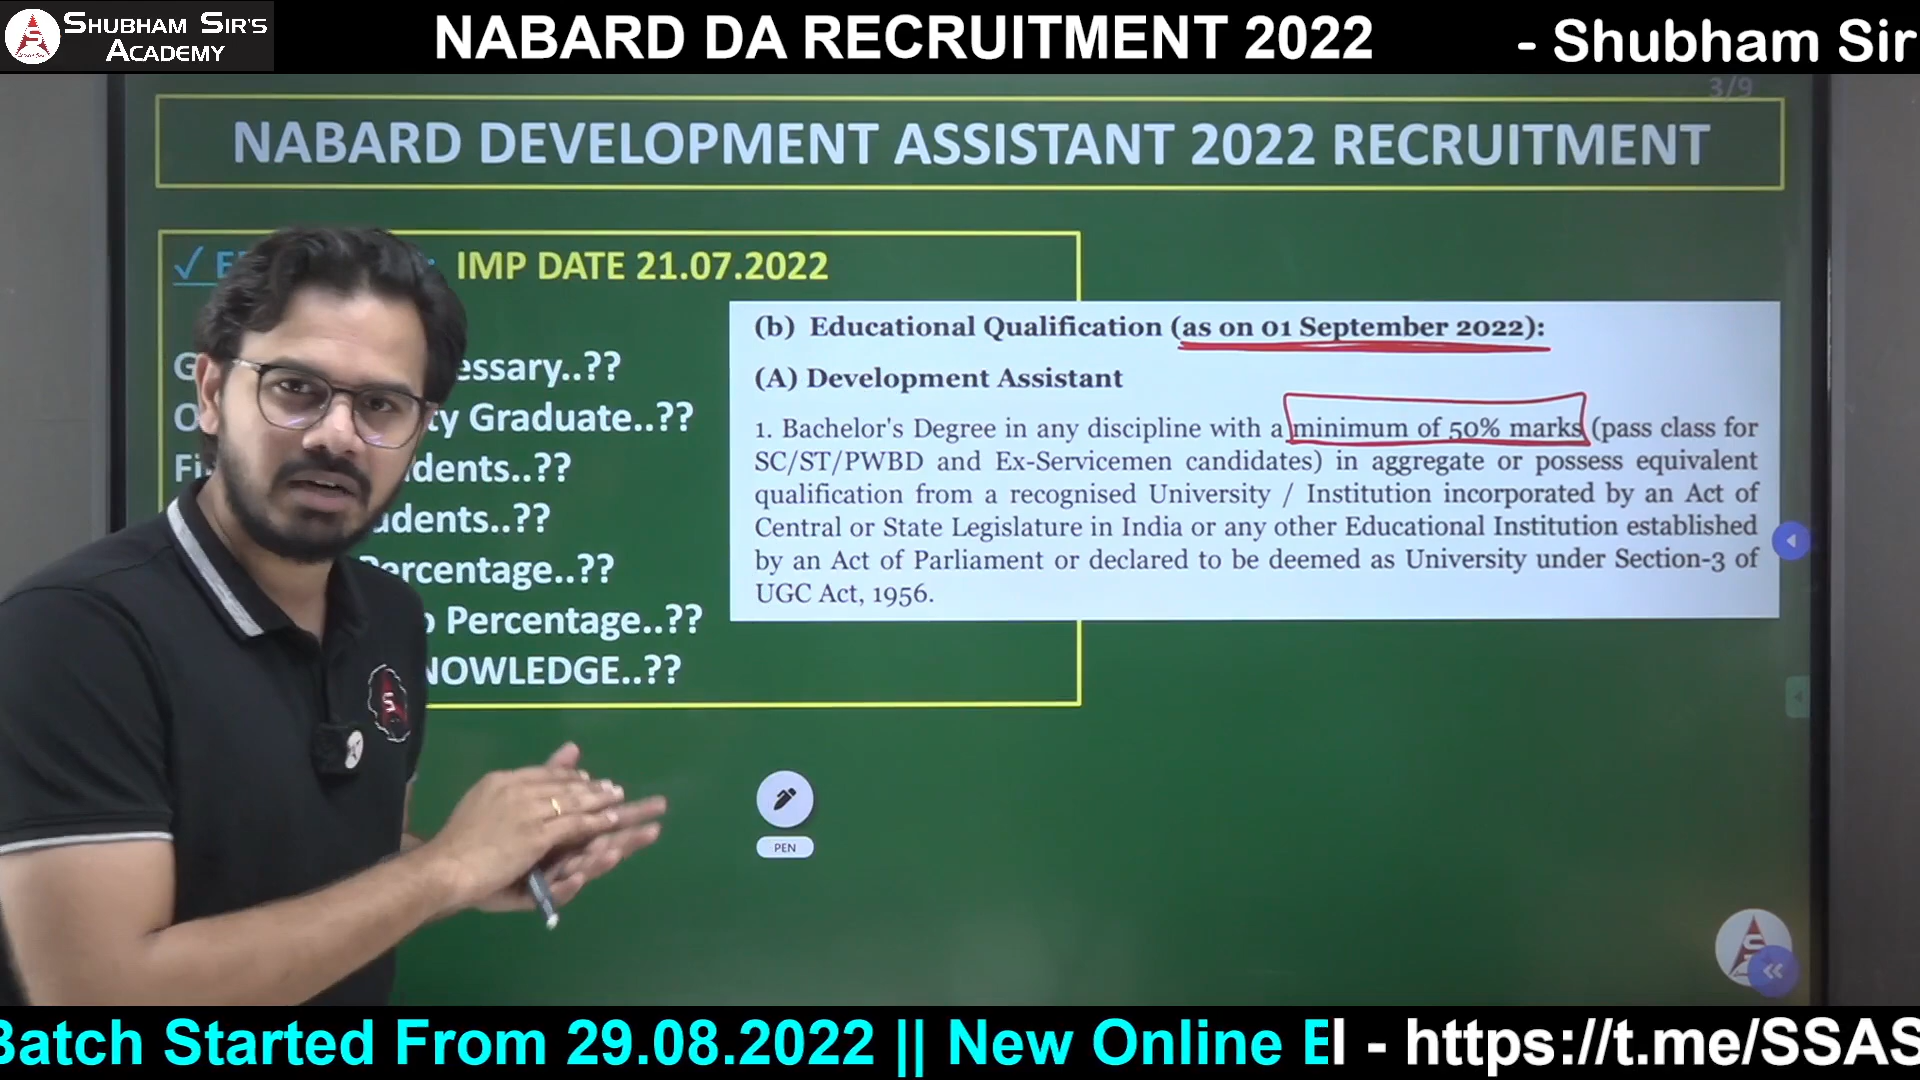 SHUBHAM SIR'S
ACADEMY
NABARD DA RECRUITMENT 2022
- Shubham Sir
3/9
NABARD DEVELOPMENT ASSISTANT 2022 RECRUITMENT
✓ E : IMP DATE 21.07.2022
(b) Educational Qualification (as on 01 September 2022):
G essary..??
(A) Development Assistant
O ty Graduate..??
1. Bachelor's Degree in any discipline with a minimum of 50% marks (pass class for
SC/ST/PWBD and Ex-Servicemen candidates) in aggregate or possess equivalent
qualification from a recognised University / Institution incorporated by an Act of
Central or State Legislature in India or any other Educational Institution established
by an Act of Parliament or declared to be deemed as University under Section-3 of
UGC Act, 1956.
Fi dents..??
udents..??
Percentage..??
o Percentage..??
NOWLEDGE..??
PEN
Batch Started From 29.08.2022 || New Online El - https://t.me/SSAS